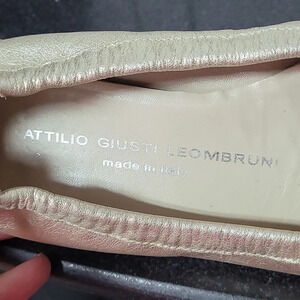 ATTILIO GIUSTI LEOMBRUNI
made in Italy